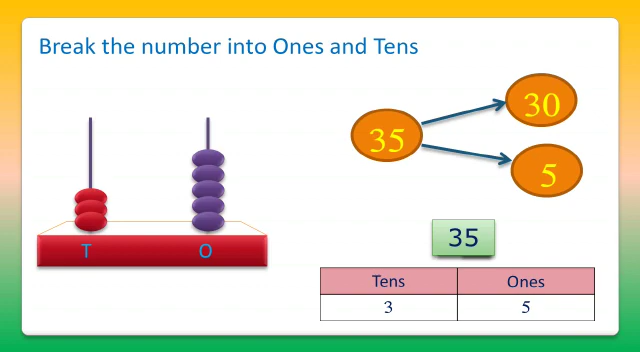 Break the number into Ones and Tens
30
35
5
T O
35
Tens Ones
3 5